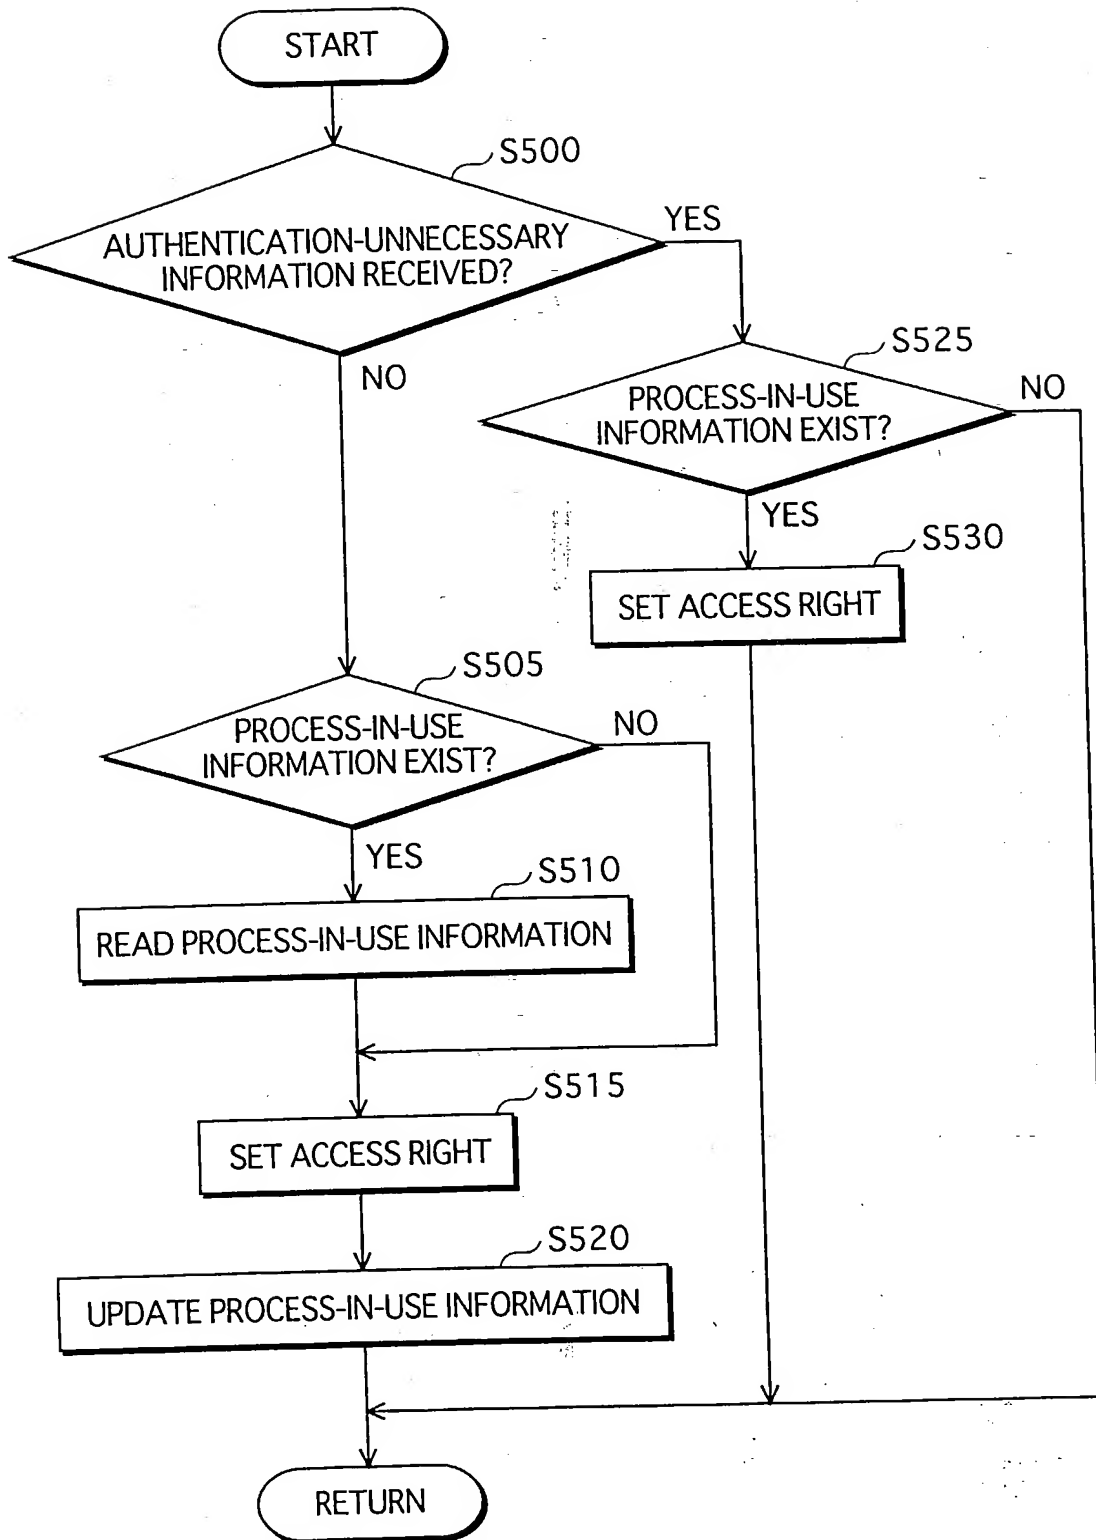 START
S500
AUTHENTICATION-UNNECESSARY
INFORMATION RECEIVED?
YES
NO
S525
PROCESS-IN-USE
INFORMATION EXIST?
NO
YES
S530
SET ACCESS RIGHT
S505
PROCESS-IN-USE
INFORMATION EXIST?
NO
YES
S510
READ PROCESS-IN-USE INFORMATION
S515
SET ACCESS RIGHT
S520
UPDATE PROCESS-IN-USE INFORMATION
RETURN